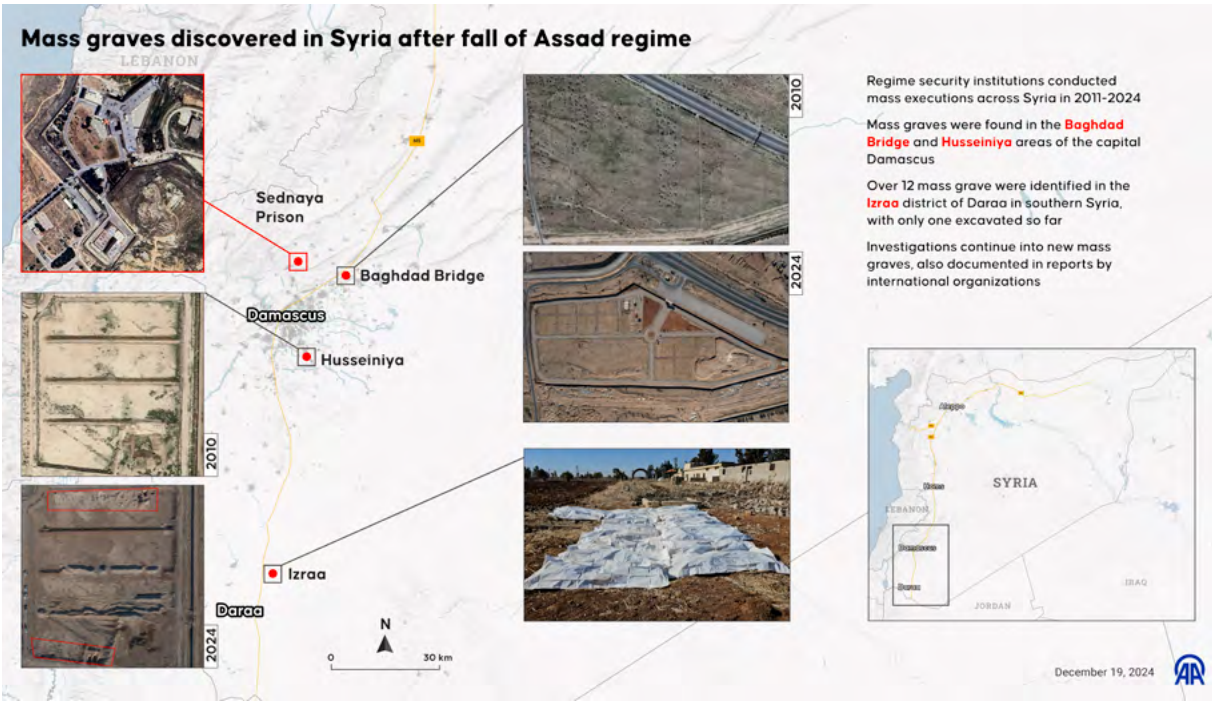 Mass graves discovered in Syria after fall of Assad regime
LEBANON
M5
Sednaya
Prison
Baghdad Bridge
Damascus
Husseiniya
Izraa
Daraa
N
0 30 km
2010
2024
2010
2024
Regime security institutions conducted
mass executions across Syria in 2011-2024
Mass graves were found in the Baghdad
Bridge and Husseiniya areas of the capital
Damascus
Over 12 mass grave were identified in the
Izraa district of Daraa in southern Syria,
with only one excavated so far
Investigations continue into new mass
graves, also documented in reports by
international organizations
Aleppo
Homs
SYRIA
LEBANON
Damascus
Daraa
IRAQ
JORDAN
December 19, 2024
AA